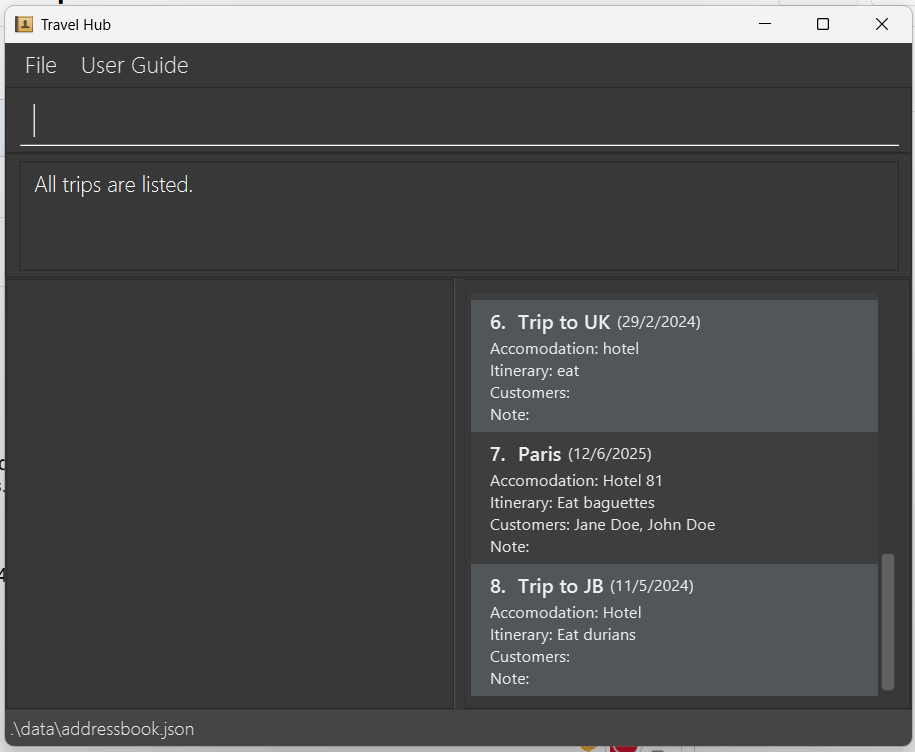 Travel Hub
File User Guide
All trips are listed.
6. Trip to UK (29/2/2024)
Accomodation: hotel
Itinerary: eat
Customers:
Note:
7. Paris (12/6/2025)
Accomodation: Hotel 81
Itinerary: Eat baguettes
Customers: Jane Doe, John Doe
Note:
8. Trip to JB (11/5/2024)
Accomodation: Hotel
Itinerary: Eat durians
Customers:
Note:
.\data\addressbook.json